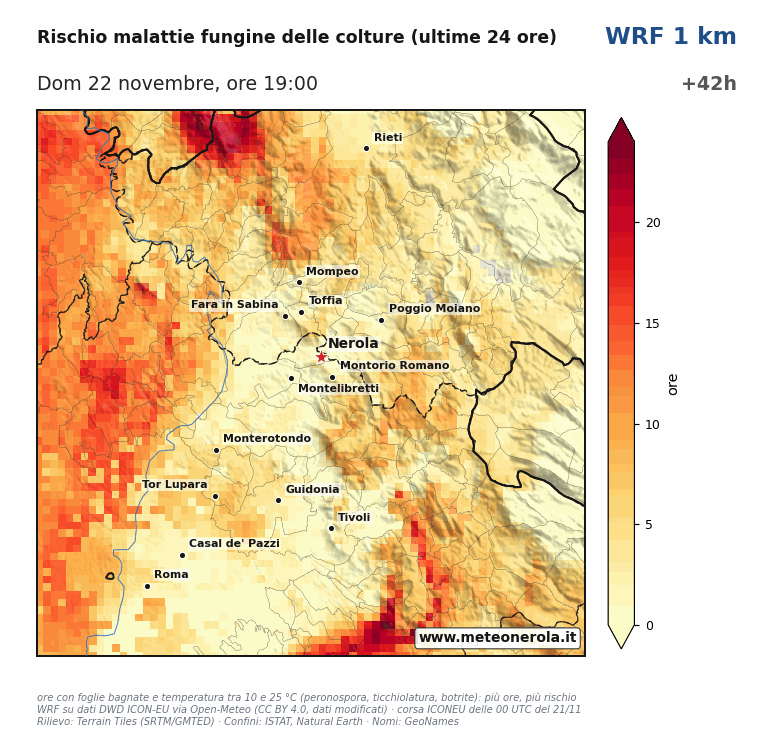 Rischio malattie fungine delle colture (ultime 24 ore)
WRF 1 km
Dom 22 novembre, ore 19:00
+42h
Rieti
Mompeo
Fara in Sabina
Toffia
Poggio Moiano
Nerola
Montorio Romano
Montelibretti
Monterotondo
Tor Lupara
Guidonia
Tivoli
Casal de' Pazzi
Roma
www.meteonerola.it
20
15
10
5
0
ore
ore con foglie bagnate e temperatura tra 10 e 25 °C (peronospora, ticchiolatura, botrite): più ore, più rischio
WRF su dati DWD ICON-EU via Open-Meteo (CC BY 4.0, dati modificati) · corsa ICONEU delle 00 UTC del 21/11
Rilievo: Terrain Tiles (SRTM/GMTED) · Confini: ISTAT, Natural Earth · Nomi: GeoNames